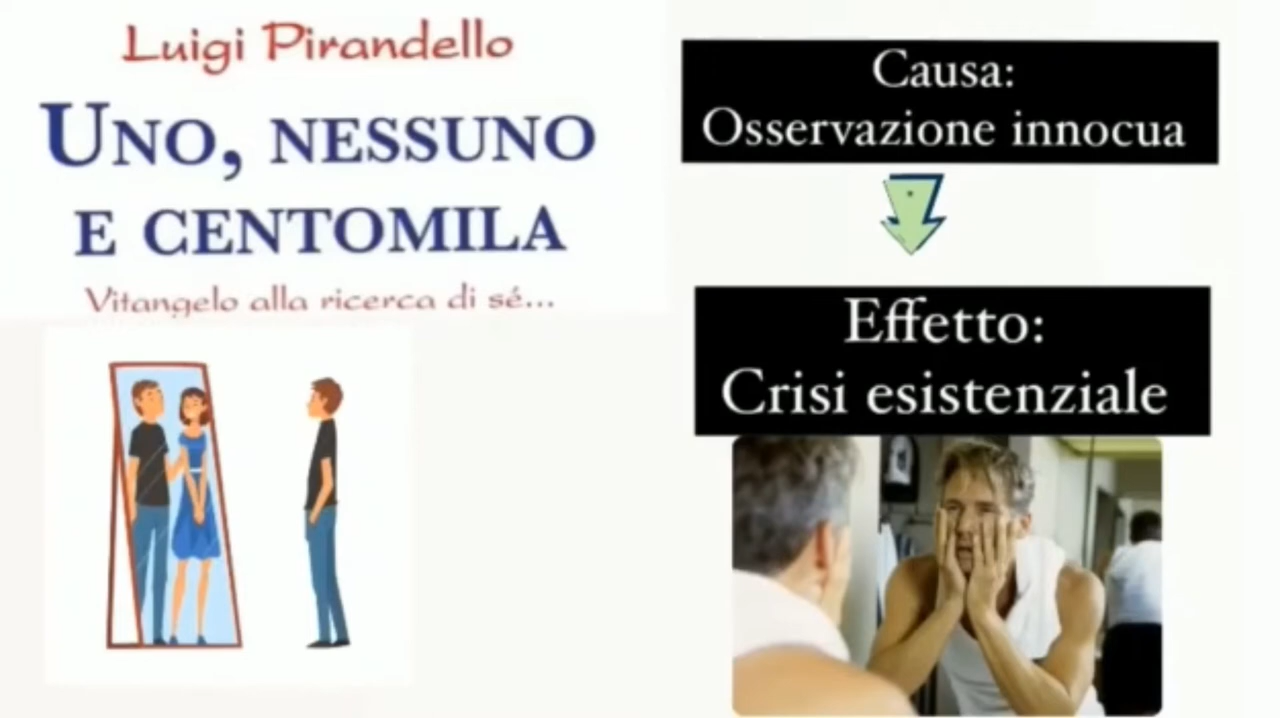 Luigi Pirandello
UNO, NESSUNO
E CENTOMILA
Vitangelo alla ricerca di sé...
Causa:
Osservazione innocua
Effetto:
Crisi esistenziale